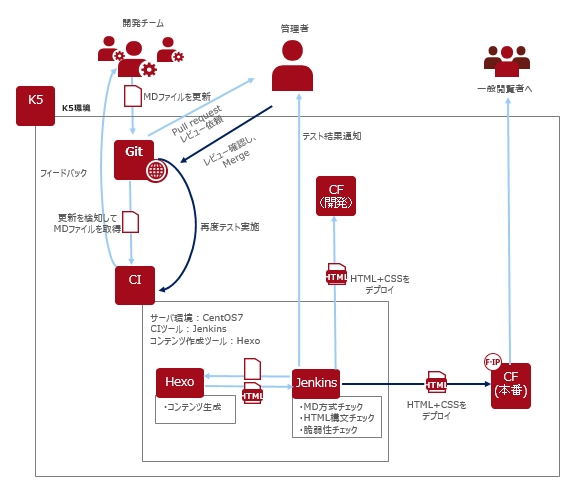 開発チーム
管理者
一般閲覧者へ
K5
K5環境
MDファイルを更新
Pull request
レビュー依頼
レビュー確認し、
Merge
テスト結果通知
Git
フィードバック
CF
(開発)
更新を検知して
MDファイルを取得
再度テスト実施
CI
HTML
HTML+CSSを
デプロイ
サーバ環境：CentOS7
CIツール：Jenkins
コンテンツ作成ツール：Hexo
F-IP
Hexo
HTML
Jenkins
HTML
CF
(本番)
・コンテンツ生成
・MD方式チェック
・HTML構文チェック
・脆弱性チェック
HTML+CSSを
デプロイ